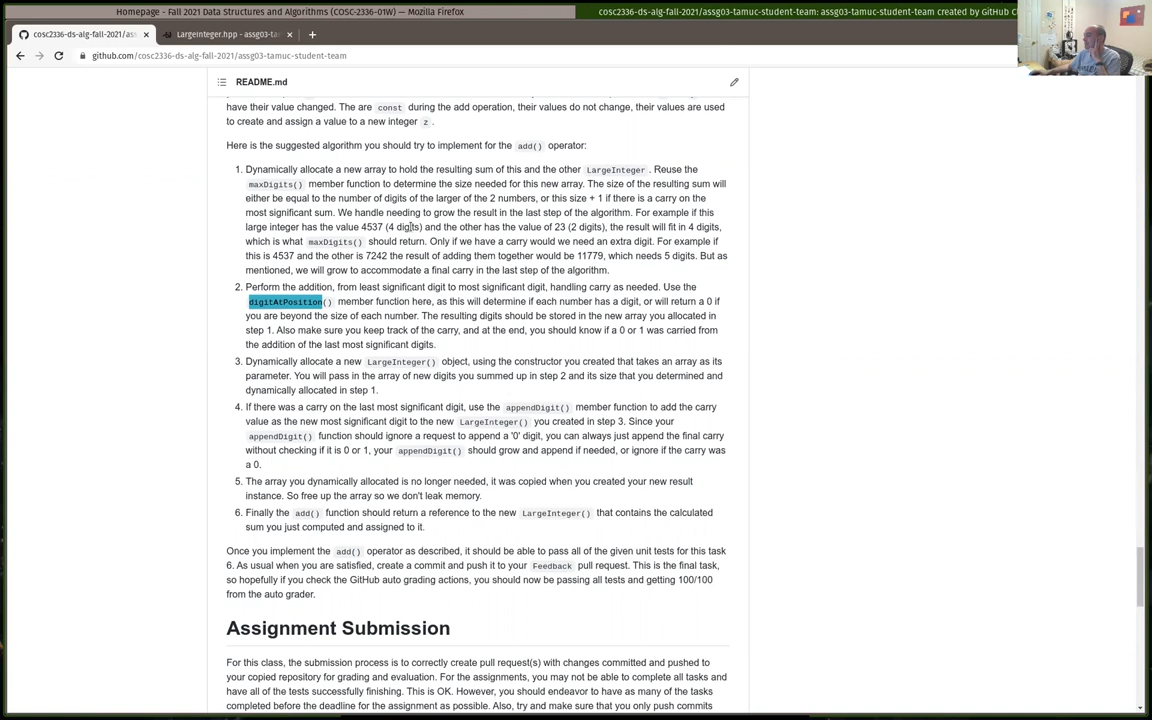 Homepage - Fall 2021 Data Structures and Algorithms (COSC-2336-01W) — Mozilla Firefox
cosc2336-ds-alg-fall-2021/assg03-tamuc-student-team: assg03-tamuc-student-team created by GitHub C
cosc2336-ds-alg-fall-2021/ass
LargeInteger.hpp - assg03-ta
github.com/cosc2336-ds-alg-fall-2021/assg03-tamuc-student-team
README.md
have their value changed. The are const during the add operation, their values do not change, their values are used
to create and assign a value to a new integer z .
Here is the suggested algorithm you should try to implement for the add() operator:
1. Dynamically allocate a new array to hold the resulting sum of this and the other LargeInteger . Reuse the
maxDigits() member function to determine the size needed for this new array. The size of the resulting sum will
either be equal to the number of digits of the larger of the 2 numbers, or this size + 1 if there is a carry on the
most significant sum. We handle needing to grow the result in the last step of the algorithm. For example if this
large integer has the value 4537 (4 digits) and the other has the value of 23 (2 digits), the result will fit in 4 digits,
which is what maxDigits() should return. Only if we have a carry would we need an extra digit. For example if
this is 4537 and the other is 7242 the result of adding them together would be 11779, which needs 5 digits. But as
mentioned, we will grow to accommodate a final carry in the last step of the algorithm.
2. Perform the addition, from least significant digit to most significant digit, handling carry as needed. Use the
digitAtPosition() member function here, as this will determine if each number has a digit, or will return a 0 if
you are beyond the size of each number. The resulting digits should be stored in the new array you allocated in
step 1. Also make sure you keep track of the carry, and at the end, you should know if a 0 or 1 was carried from
the addition of the last most significant digits.
3. Dynamically allocate a new LargeInteger() object, using the constructor you created that takes an array as its
parameter. You will pass in the array of new digits you summed up in step 2 and its size that you determined and
dynamically allocated in step 1.
4. If there was a carry on the last most significant digit, use the appendDigit() member function to add the carry
value as the new most significant digit to the new LargeInteger() you created in step 3. Since your
appendDigit() function should ignore a request to append a '0' digit, you can always just append the final carry
without checking if it is 0 or 1, your appendDigit() should grow and append if needed, or ignore if the carry was
a 0.
5. The array you dynamically allocated is no longer needed, it was copied when you created your new result
instance. So free up the array so we don't leak memory.
6. Finally the add() function should return a reference to the new LargeInteger() that contains the calculated
sum you just computed and assigned to it.
Once you implement the add() operator as described, it should be able to pass all of the given unit tests for this task
6. As usual when you are satisfied, create a commit and push it to your Feedback pull request. This is the final task,
so hopefully if you check the GitHub auto grading actions, you should now be passing all tests and getting 100/100
from the auto grader.
Assignment Submission
For this class, the submission process is to correctly create pull request(s) with changes committed and pushed to
your copied repository for grading and evaluation. For the assignments, you may not be able to complete all tasks and
have all of the tests successfully finishing. This is OK. However, you should endeavor to have as many of the tasks
completed before the deadline for the assignment as possible. Also, try and make sure that you only push commits